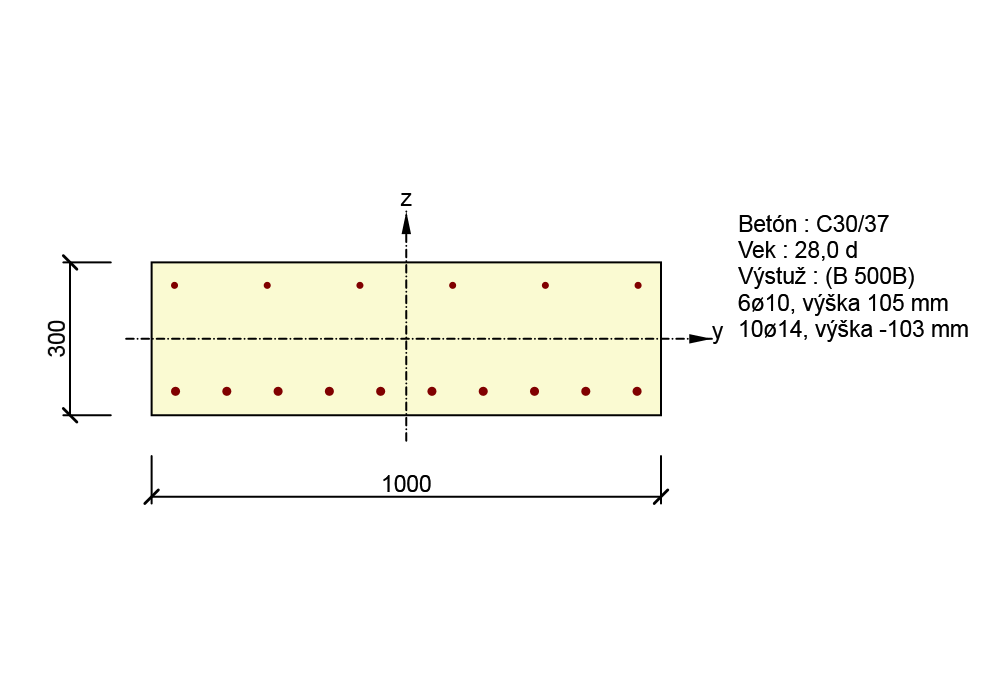 z
Betón : C30/37
Vek : 28,0 d
Výstuž : (B 500B)
6ø10, výška 105 mm
10ø14, výška -103 mm
y
300
1000